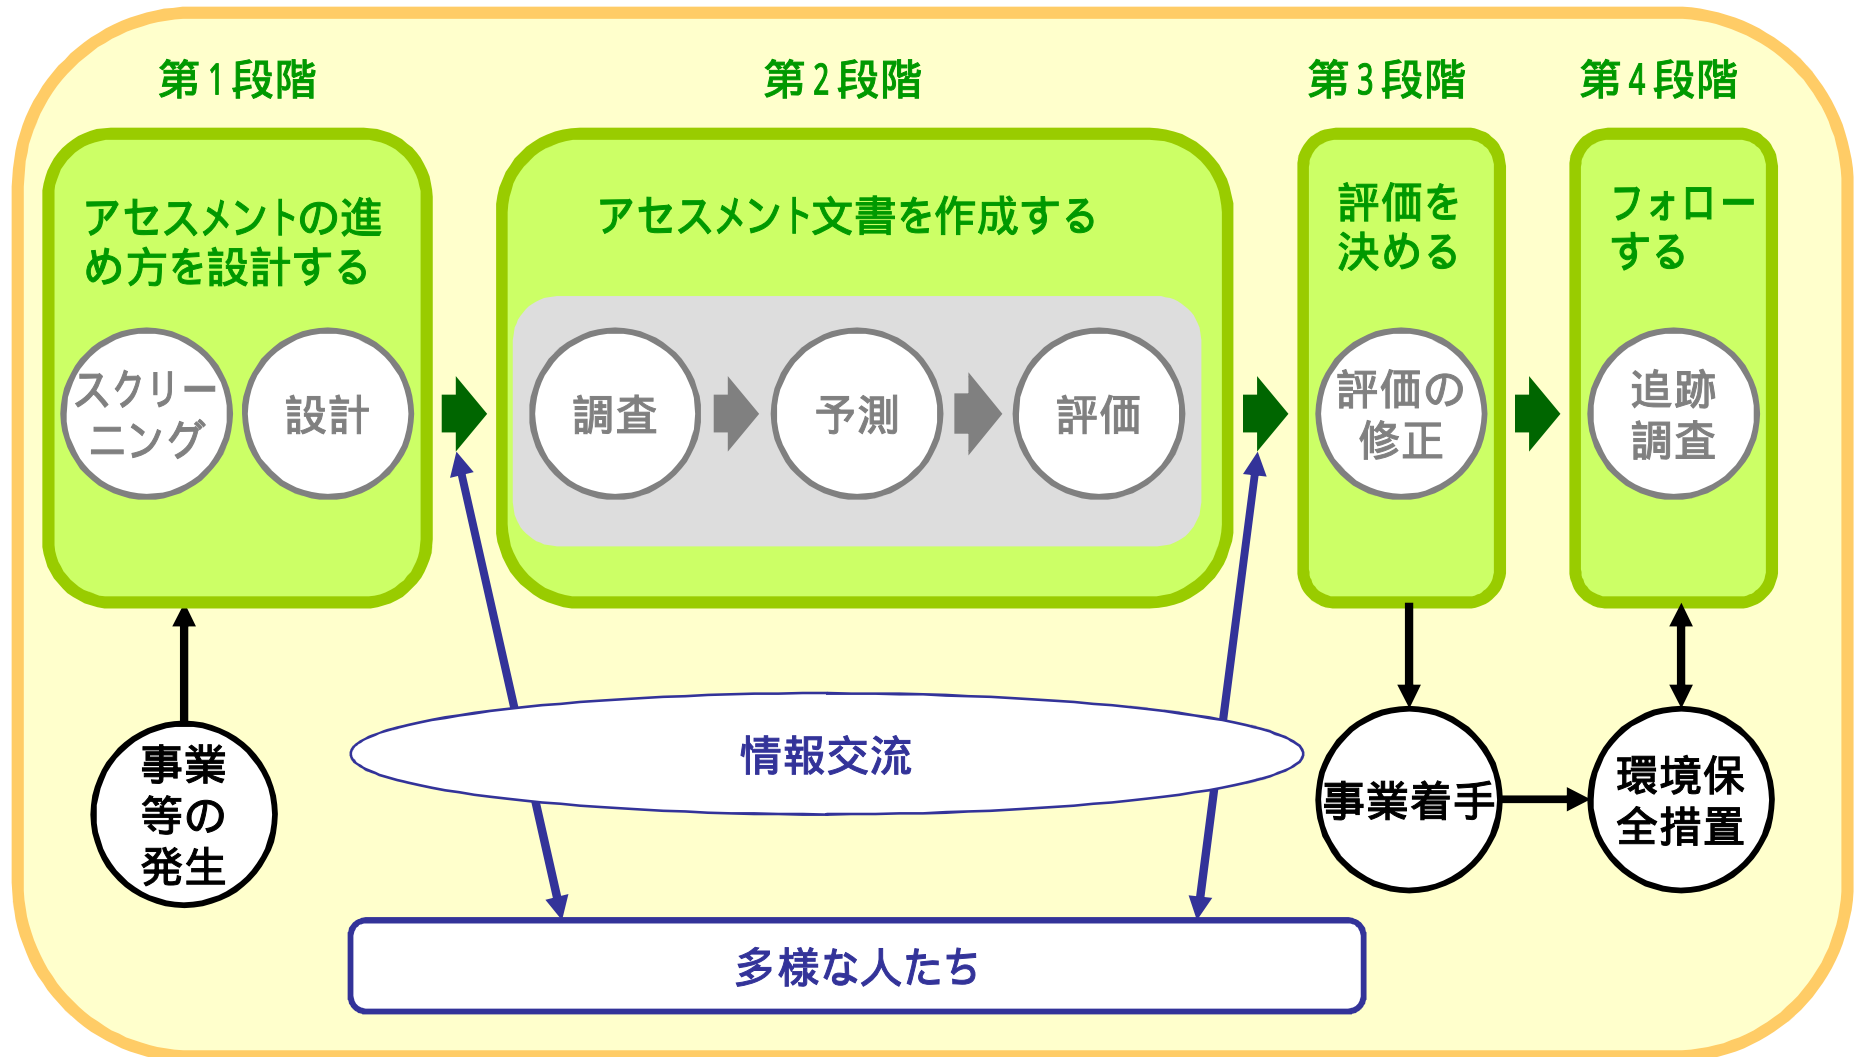 第1段階
第2段階
第3段階
第4段階
アセスメントの進
め方を設計する
アセスメント文書を作成する
評価を
決める
フォロー
する
スクリー
ニング
設計
調査
予測
評価
評価の
修正
追跡
調査
事業
等の
発生
情報交流
事業着手
環境保
全措置
多様な人たち